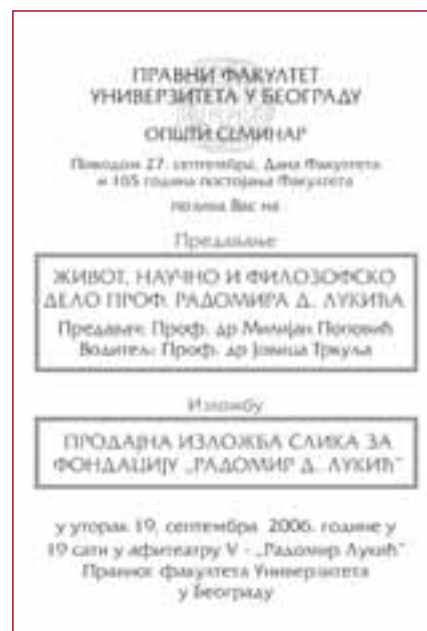 ПРАВНИ ФАКУЛТЕТ
УНИВЕРЗИТЕТА У БЕОГРАДУ
ОПШТИ СЕМИНАР
Поводом 27. септембра, Дана Факултета
и 165 година постојања Факултета
позива Вас на
Предавање
ЖИВОТ, НАУЧНО И ФИЛОЗОФСКО
ДЕЛО ПРОФ. РАДОМИРА Д. ЛУКИЋА
Предавач: Проф. др Милијан Поповић
Водитељ: Проф. др Јовица Тркуља
Изложбу
ПРОДАЈНА ИЗЛОЖБА СЛИКА ЗА
ФОНДАЦИЈУ „РАДОМИР Д. ЛУКИЋ“
у уторак 19. септембра 2006. године у
19 сати у афитеатру V - „Радомир Лукић“
Правног факултета Универзитета
у Београду